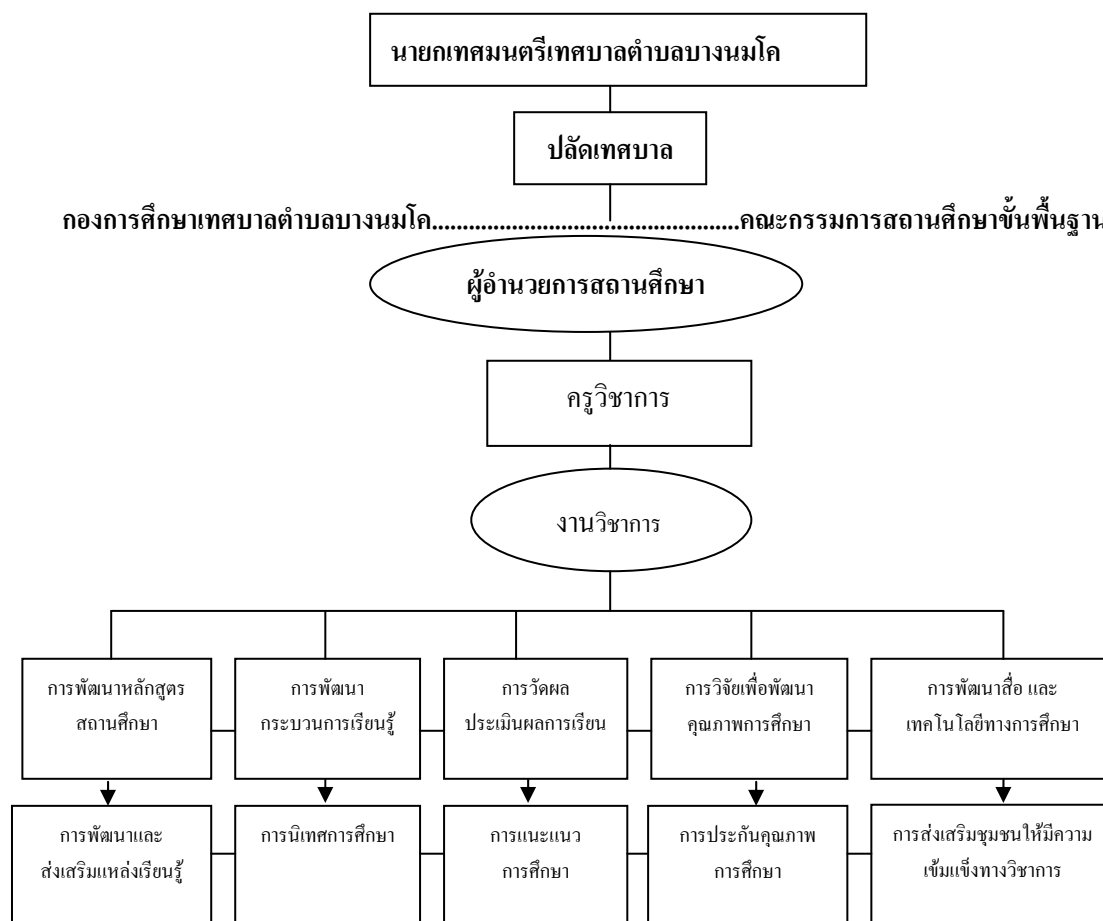 นายกเทศมนตรีเทศบาลตำบลบางนมโค
ปลัดเทศบาล
กองการศึกษาเทศบาลตำบลบางนมโค.......................................................คณะกรรมการสถานศึกษาขั้นพื้นฐาน
ผู้อำนวยการสถานศึกษา
ครูวิชาการ
งานวิชาการ
การพัฒนาหลักสูตร
สถานศึกษา
การพัฒนา
กระบวนการเรียนรู้
การวัดผล
ประเมินผลการเรียน
การวิจัยเพื่อพัฒนา
คุณภาพการศึกษา
การพัฒนาสื่อ และ
เทคโนโลยีทางการศึกษา
การพัฒนาและ
ส่งเสริมแหล่งเรียนรู้
การนิเทศการศึกษา
การแนะแนว
การศึกษา
การประกันคุณภาพ
การศึกษา
การส่งเสริมชุมชนให้มีความ
เข้มแข็งทางวิชาการ